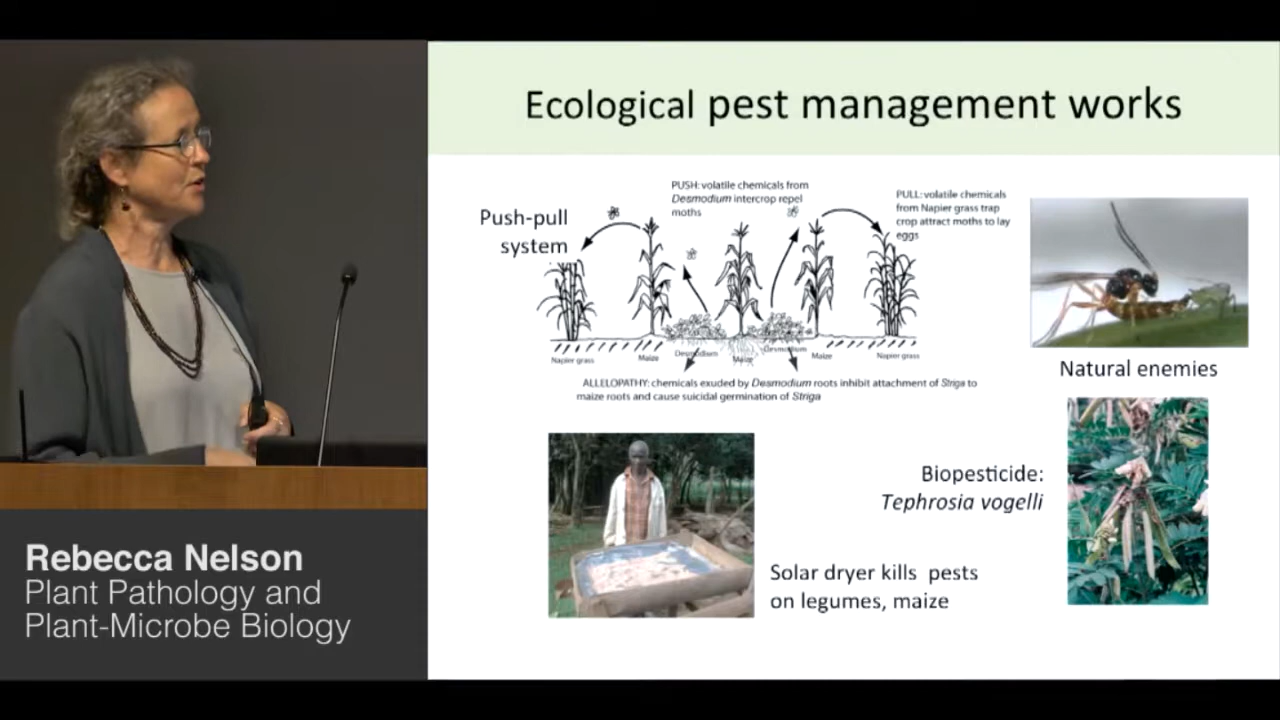 Ecological pest management works
Push-pull
system
PUSH: volatile chemicals from
Desmodium intercrop repel
moths
PULL: volatile chemicals
from Napier grass trap
crop attract moths to lay
eggs
Napier grass
Maize
Desmodium
Maize
Desmodium
Maize
Napier grass
ALLELOPATHY: chemicals exuded by Desmodium roots inhibit attachment of Striga to
maize roots and cause suicidal germination of Striga
Natural enemies
Biopesticide:
Tephrosia vogelli
Solar dryer kills pests
on legumes, maize
Rebecca Nelson
Plant Pathology and
Plant-Microbe Biology